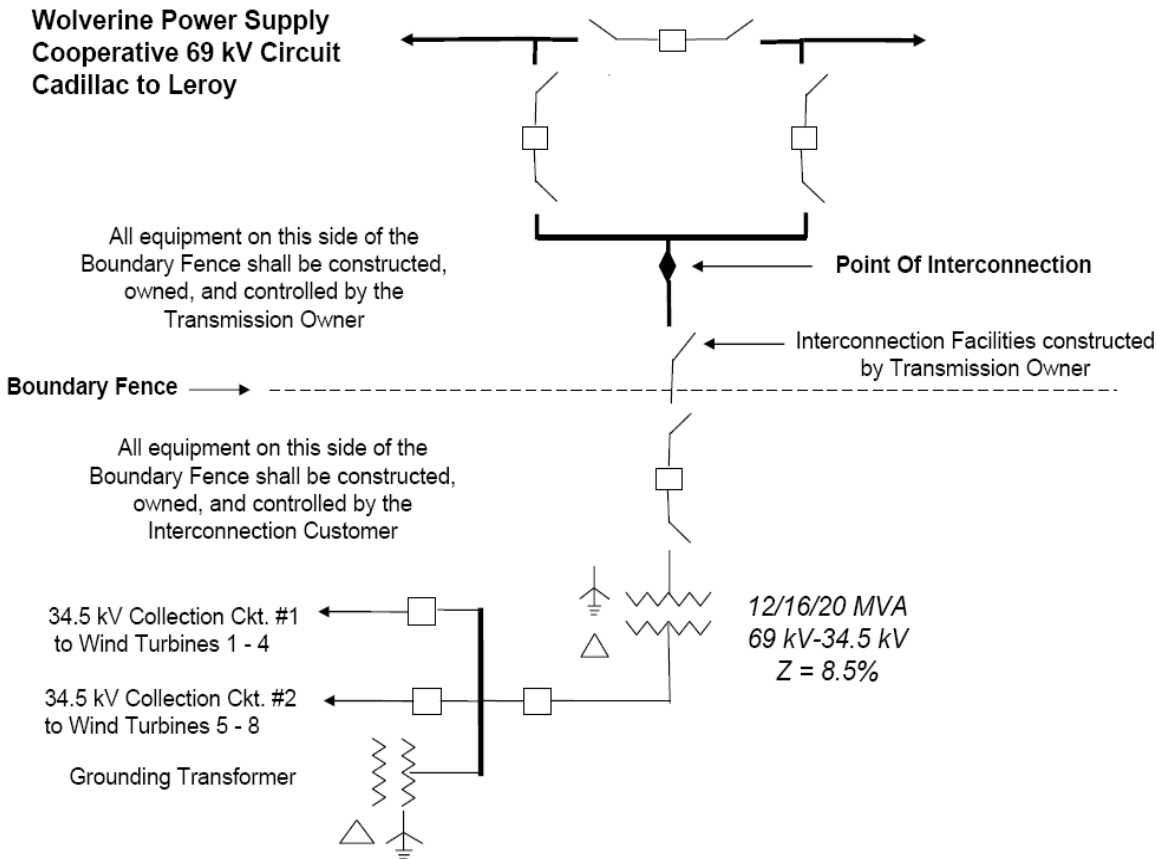 Wolverine Power Supply
Cooperative 69 kV Circuit
Cadillac to Leroy
All equipment on this side of the
Boundary Fence shall be constructed,
owned, and controlled by the
Transmission Owner
Point Of Interconnection
Interconnection Facilities constructed
by Transmission Owner
Boundary Fence
All equipment on this side of the
Boundary Fence shall be constructed,
owned, and controlled by the
Interconnection Customer
12/16/20 MVA
69 kV-34.5 kV
Z = 8.5%
34.5 kV Collection Ckt. #1
to Wind Turbines 1 - 4
34.5 kV Collection Ckt. #2
to Wind Turbines 5 - 8
Grounding Transformer